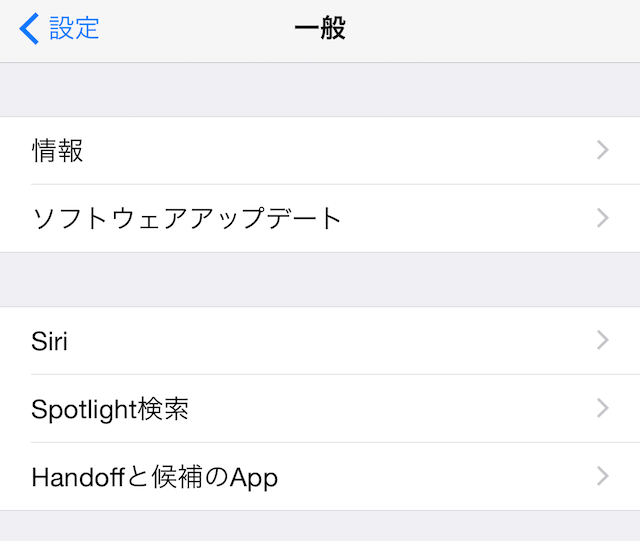 設定
一般
情報
ソフトウェアアップデート
Siri
Spotlight検索
Handoffと候補のApp